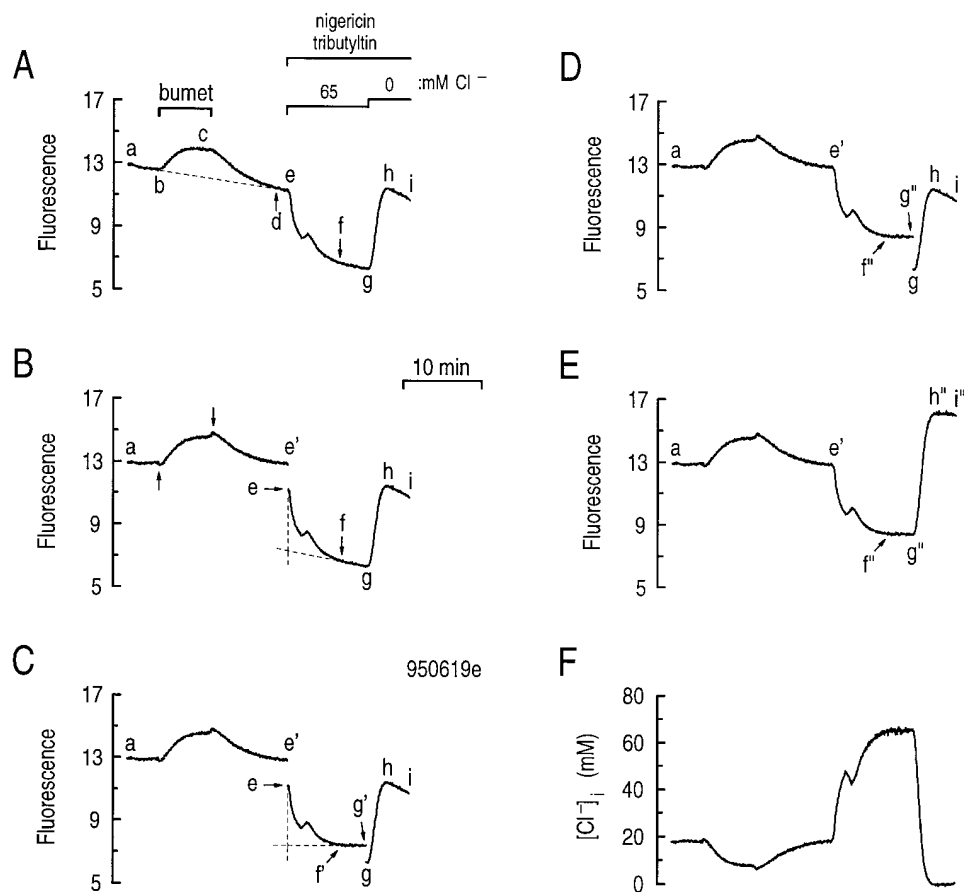 nigericin
tributyltin
A
bumet
65
0
:mM Cl⁻
17
13
9
5
Fluorescence
a
b
c
d
e
f
g
h
i
D
17
13
9
5
Fluorescence
a
e'
f"
g"
g
h
i
B
10 min
17
13
9
5
Fluorescence
a
e'
e
f
g
h
i
E
17
13
9
5
Fluorescence
a
e'
f"
g"
h"
i"
C
950619e
17
13
9
5
Fluorescence
a
e'
e
f'
g'
g
h
i
F
80
60
40
20
0
[Cl⁻]i (mM)